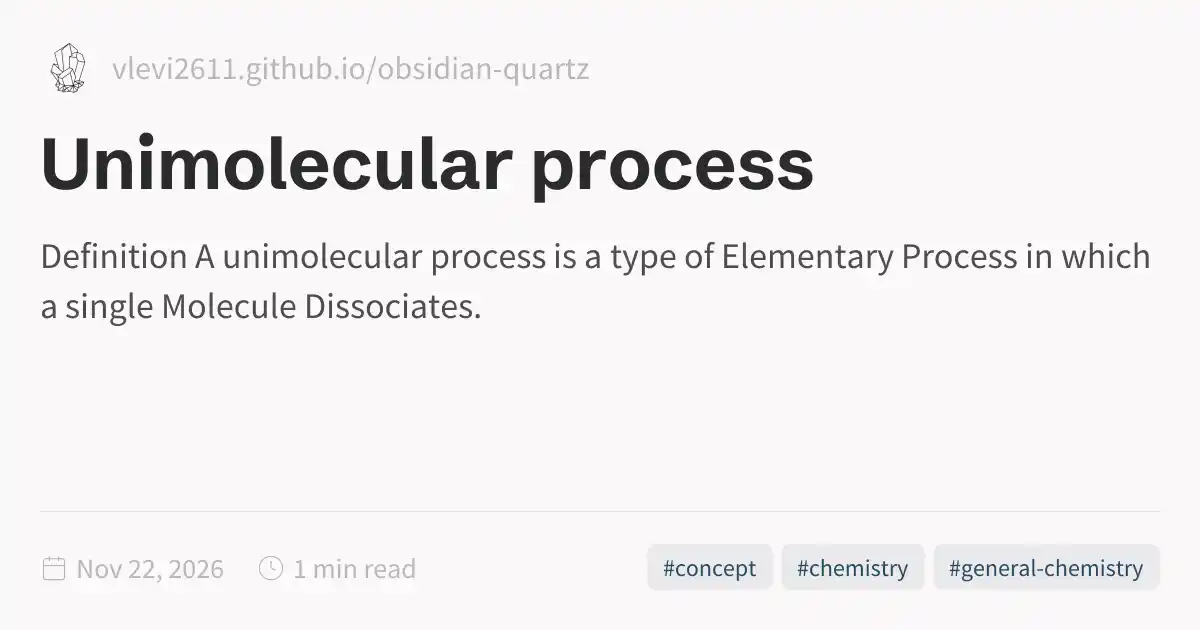 vlevi2611.github.io/obsidian-quartz
Unimolecular process
Definition A unimolecular process is a type of Elementary Process in which
a single Molecule Dissociates.
Nov 22, 2026 1 min read #concept #chemistry #general-chemistry